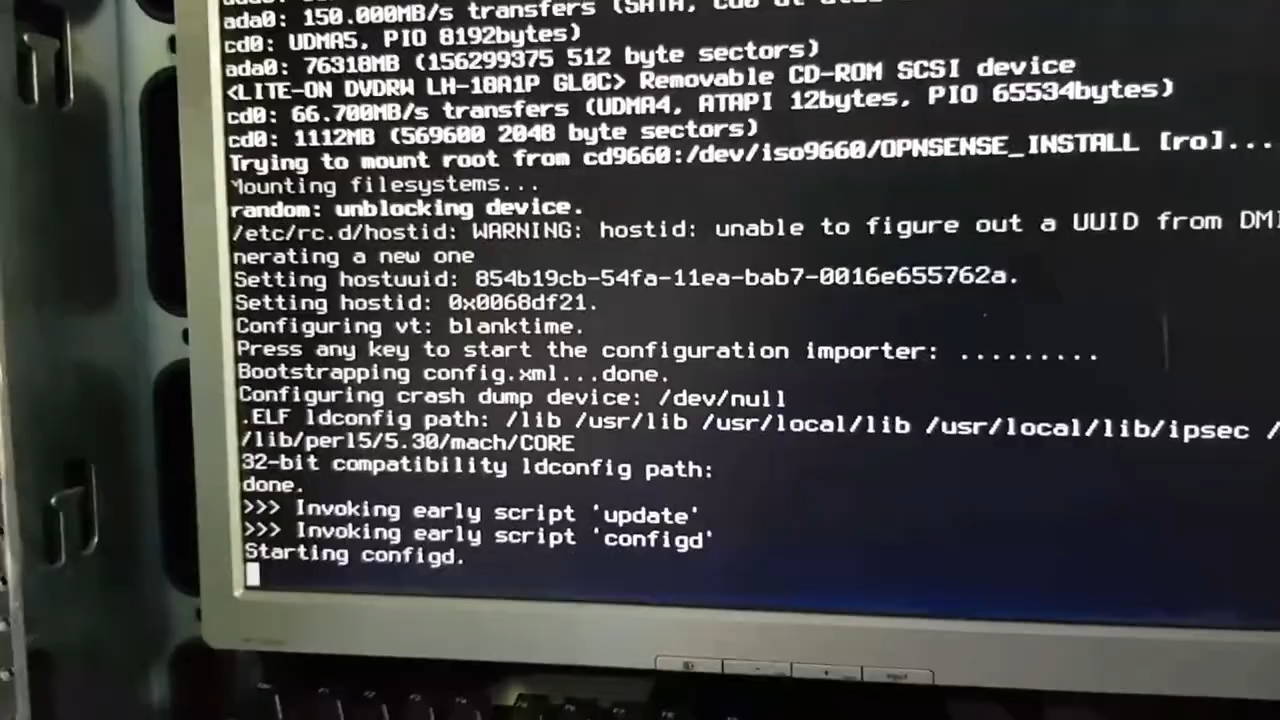 ada0: 150.000MB/s transfers (SATA,
cd0: UDMA5, PIO 8192bytes)
ada0: 76318MB (156299375 512 byte sectors)
<LITE-ON DVDRW LH-18A1P GL0C> Removable CD-ROM SCSI device
cd0: 66.700MB/s transfers (UDMA4, ATAPI 12bytes, PIO 65534bytes)
cd0: 1112MB (569600 2048 byte sectors)
Trying to mount root from cd9660:/dev/iso9660/OPNSENSE_INSTALL [ro]...
Mounting filesystems...
random: unblocking device.
/etc/rc.d/hostid: WARNING: hostid: unable to figure out a UUID from DMI
nerating a new one
Setting hostuuid: 854b19cb-54fa-11ea-bab7-0016e655762a.
Setting hostid: 0x0068df21.
Configuring vt: blanktime.
Press any key to start the configuration importer: .........
Bootstrapping config.xml...done.
Configuring crash dump device: /dev/null
.ELF ldconfig path: /lib /usr/lib /usr/local/lib /usr/local/lib/ipsec /
/lib/perl5/5.30/mach/CORE
32-bit compatibility ldconfig path:
done.
>>> Invoking early script 'update'
>>> Invoking early script 'configd'
Starting configd.